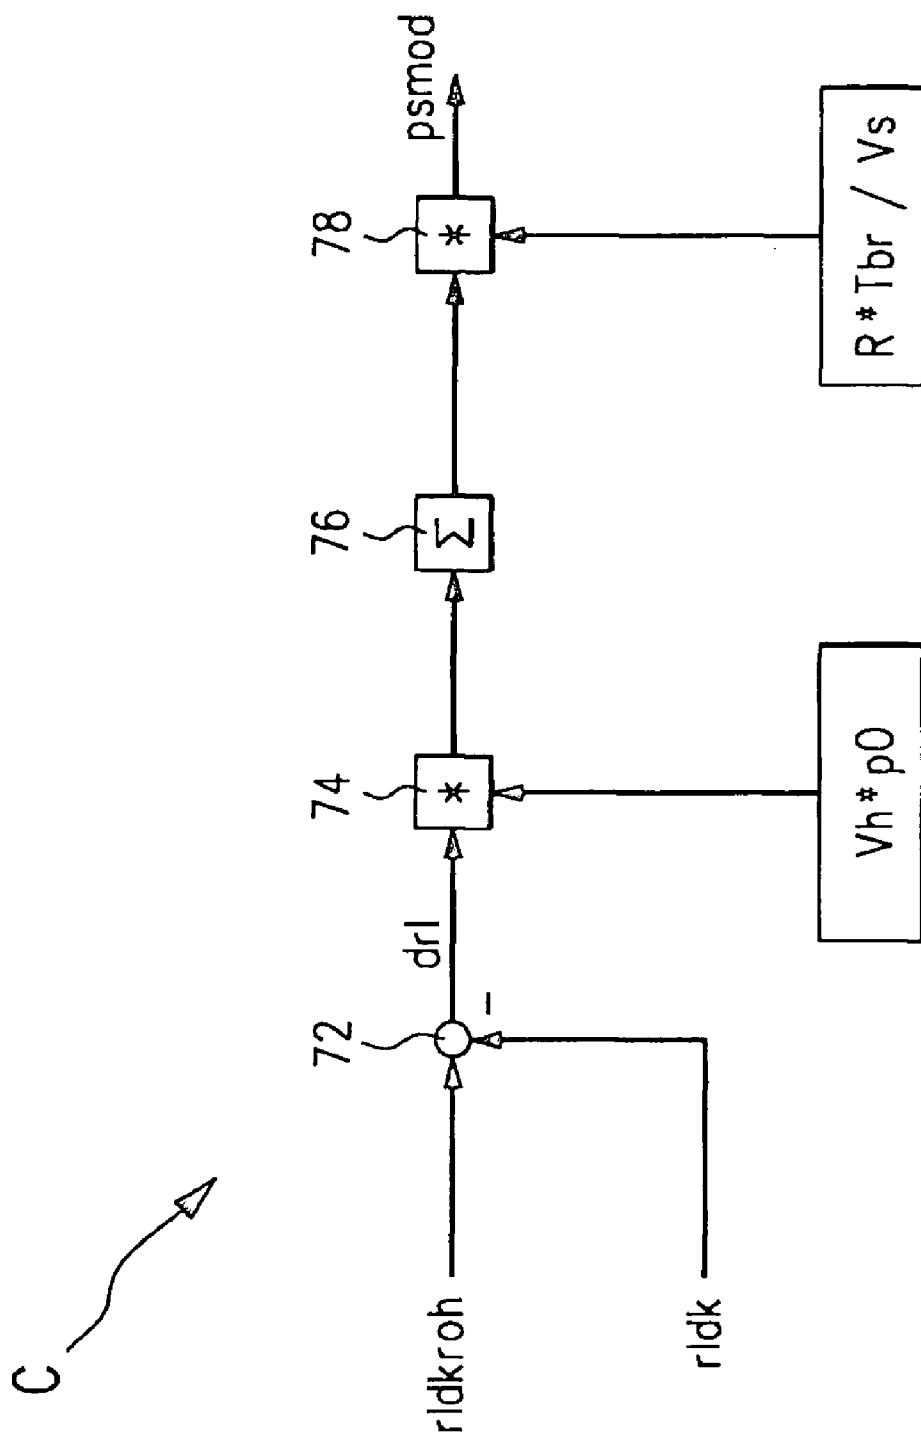 C
rldkroh
rldk
72
–
drl
74
*
Vh*p0
76
Σ
78
*
R*Tbr / Vs
psmod